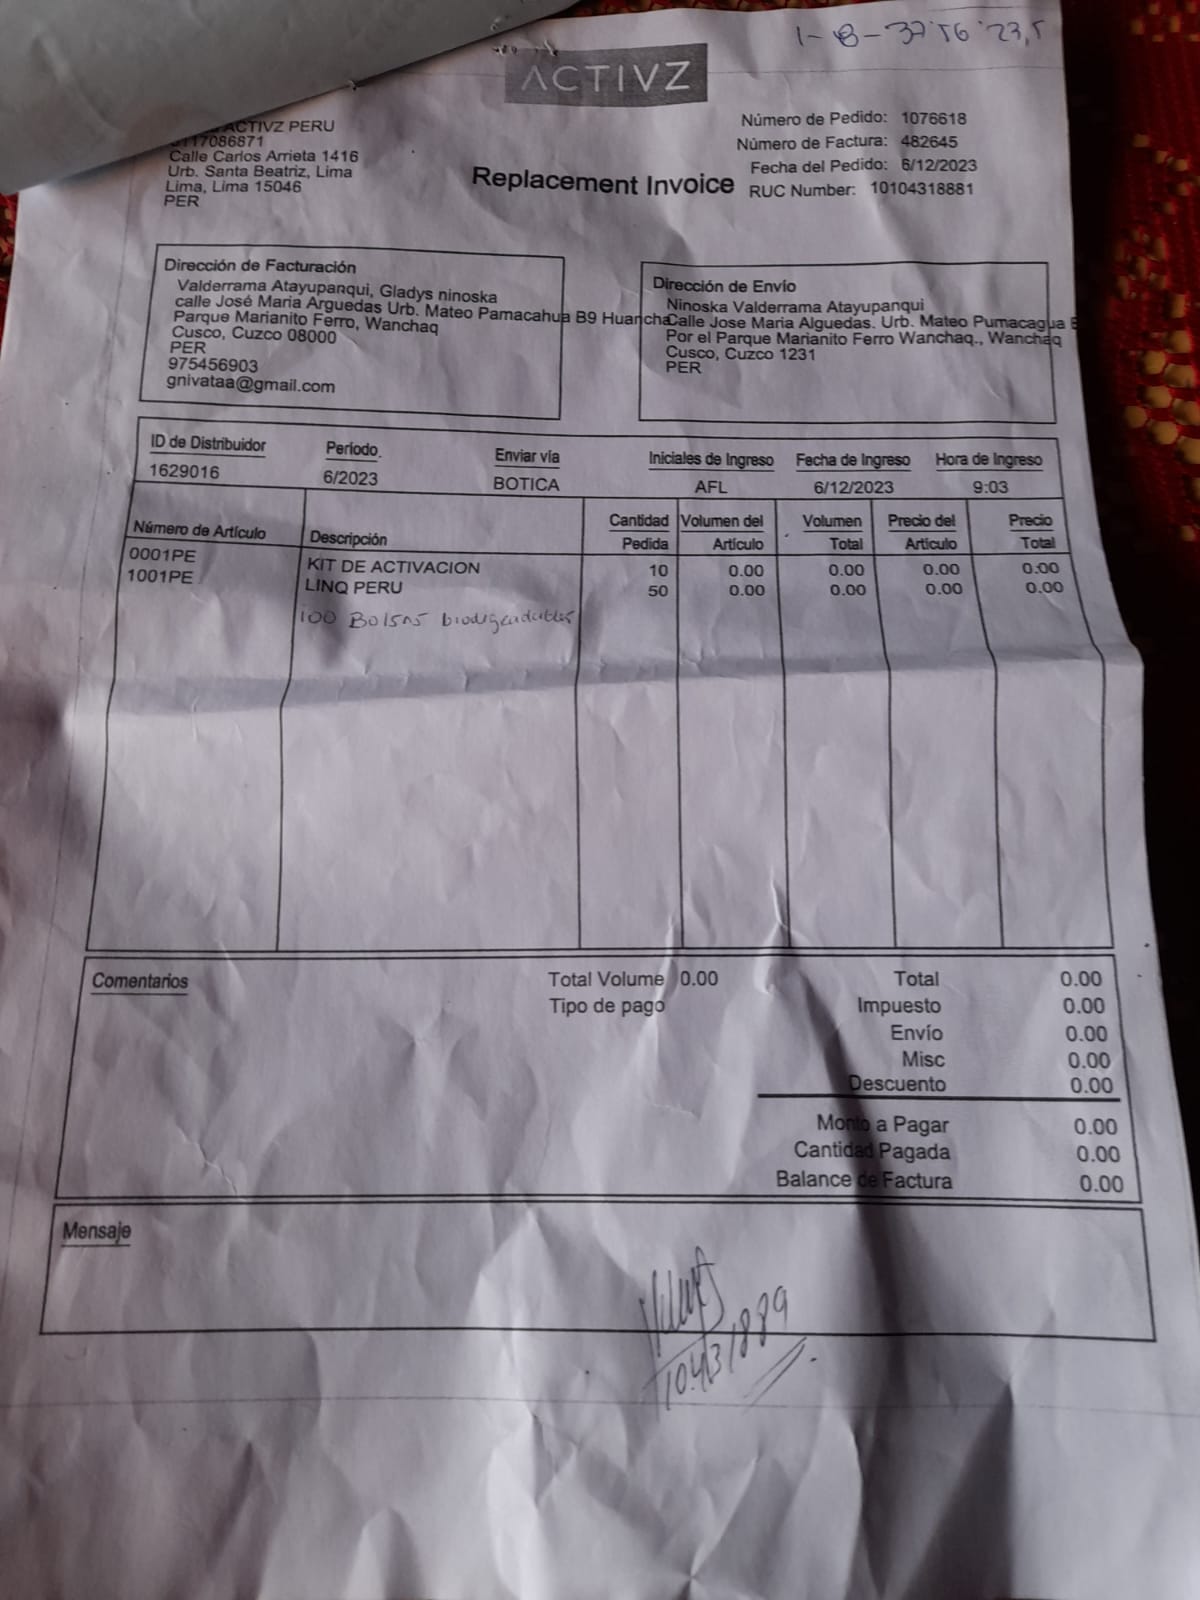 ACTIVZ
ACTIVZ PERU
Calle Carlos Arrieta 1416
Urb. Santa Beatriz, Lima
Lima, Lima 15046
PER
Replacement Invoice
Número de Pedido: 1076618
Número de Factura: 482645
Fecha del Pedido: 6/12/2023
RUC Number: 10104318881
Dirección de Facturación
Valderrama Atayupanqui, Gladys ninoska
calle José Maria Arguedas Urb. Mateo Pamacahua B9 Huancha
Parque Marianito Ferro, Wanchaq
Cusco, Cuzco 08000
PER
975456903
gnivataa@gmail.com
Dirección de Envío
Ninoska Valderrama Atayupanqui
Calle Jose Maria Alguedas. Urb. Mateo Pumacagua
Por el Parque Marianito Ferro Wanchaq., Wanchaq
Cusco, Cuzco 1231
PER
ID de Distribuidor Período Enviar vía Iniciales de Ingreso Fecha de Ingreso Hora de Ingreso
1629016 6/2023 BOTICA AFL 6/12/2023 9:03
Número de Artículo Descripción Cantidad Pedida Volumen del Artículo Volumen Total Precio del Artículo Precio Total
0001PE KIT DE ACTIVACION 10 0.00 0.00 0.00 0.00
1001PE LINQ PERU 50 0.00 0.00 0.00 0.00
100 Bolsas biodegradables
Comentarios
Total Volume 0.00
Tipo de pago
Total 0.00
Impuesto 0.00
Envío 0.00
Misc 0.00
Descuento 0.00
Monto a Pagar 0.00
Cantidad Pagada 0.00
Balance de Factura 0.00
Mensaje